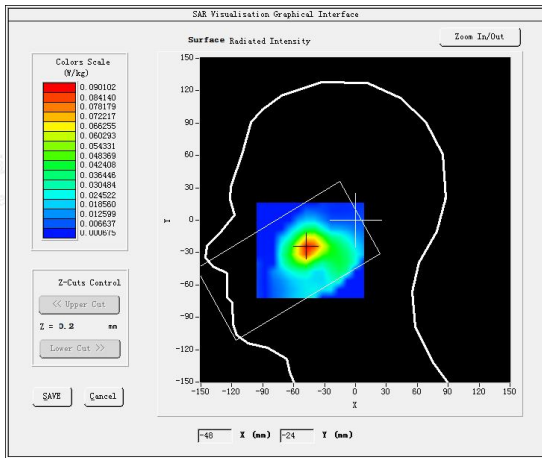 SAR Visualisation Graphical Interface
Surface Radiated Intensity
Zoom In/Out
Colors Scale
(W/kg)
0.090102
0.084140
0.078179
0.072217
0.066255
0.060293
0.054331
0.048369
0.042408
0.036446
0.030484
0.024522
0.018560
0.012599
0.006637
0.000675
150
120
90
60
30
0
-30
-60
-90
-120
-150
Y
-150 -120 -90 -60 -30 0 30 60 90 120 150
X
Z-Cuts Control
<< Upper Cut
Z = 3.2 mm
Lower Cut >>
SAVE Cancel
-48 X (mm) -24 Y (mm)